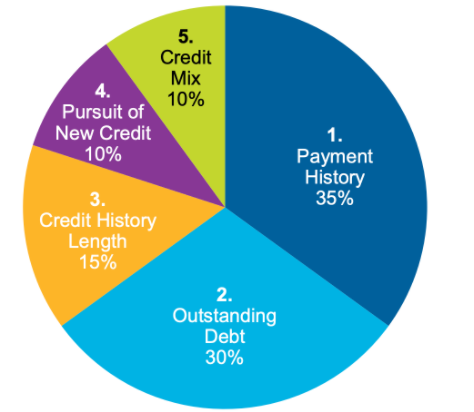 1.
Payment
History
35%
2.
Outstanding
Debt
30%
3.
Credit History
Length
15%
4.
Pursuit of
New Credit
10%
5.
Credit
Mix
10%